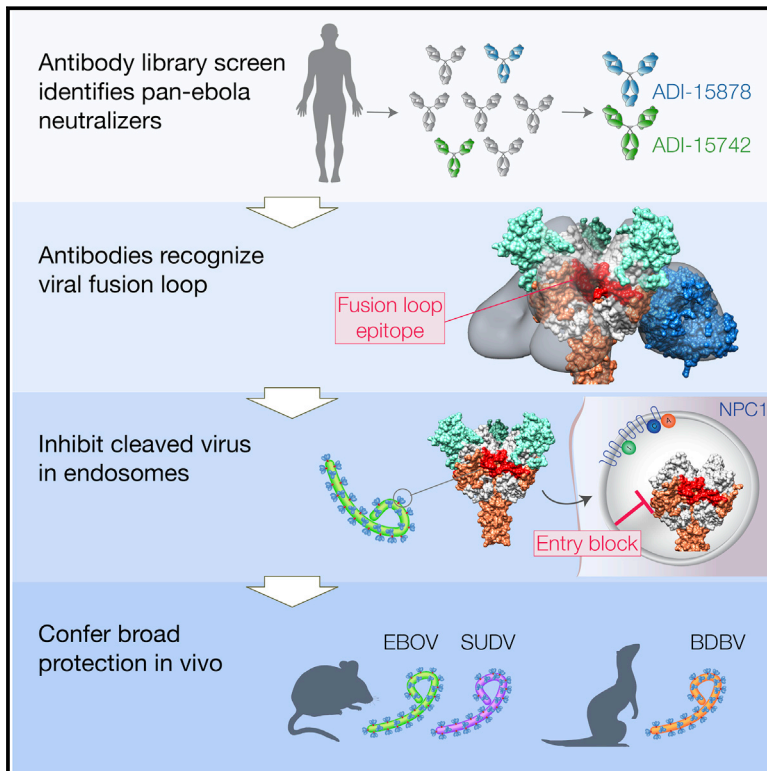 Antibody library screen
identifies pan-ebola
neutralizers
ADI-15878
ADI-15742
Antibodies recognize
viral fusion loop
Fusion loop
epitope
Inhibit cleaved virus
in endosomes
NPC1
A
Entry block
Confer broad
protection in vivo
EBOV
SUDV
BDBV